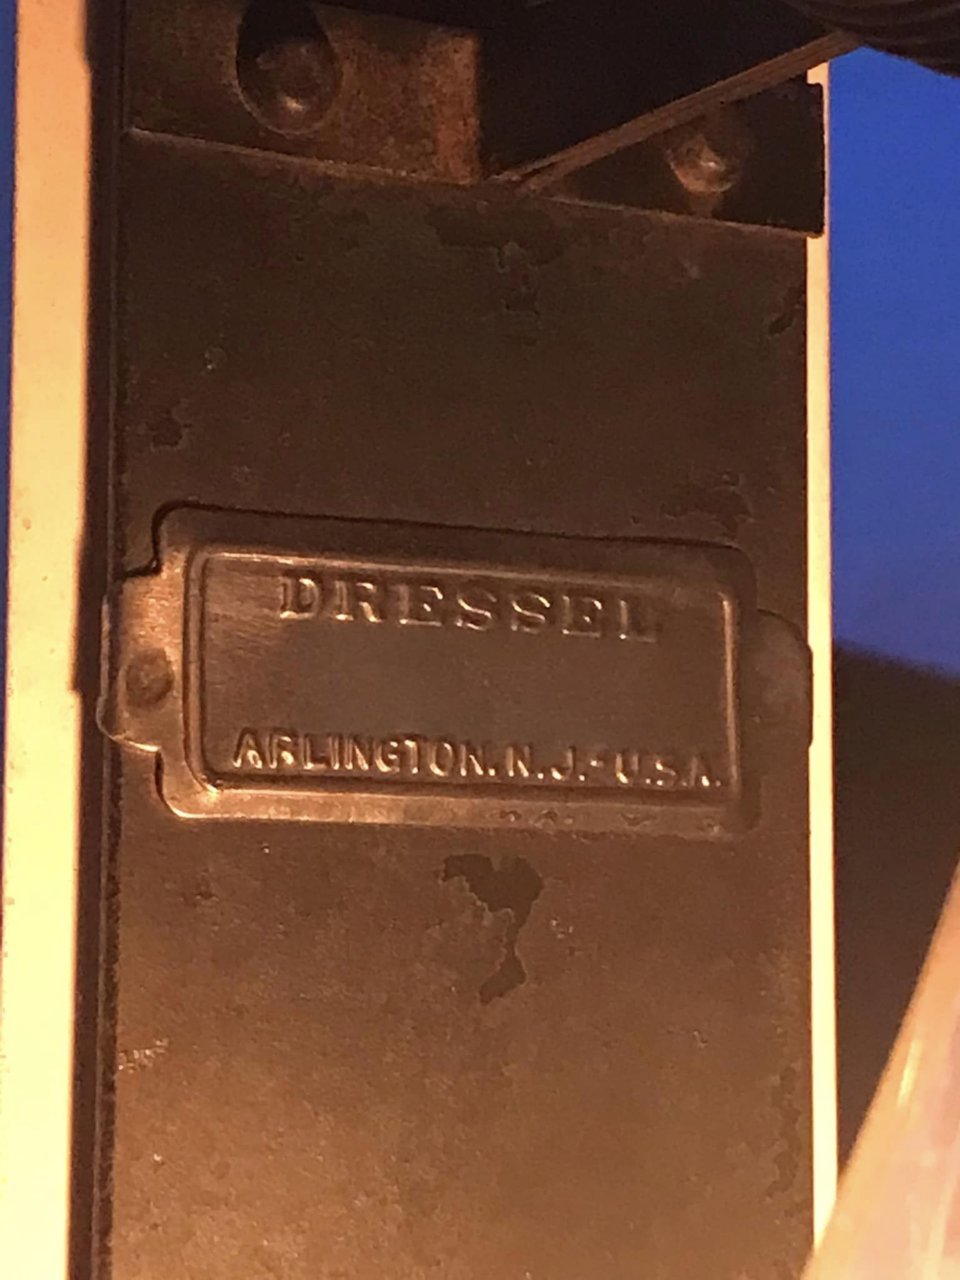 DRESSEL
ARLINGTON. N. J.-U.S.A.